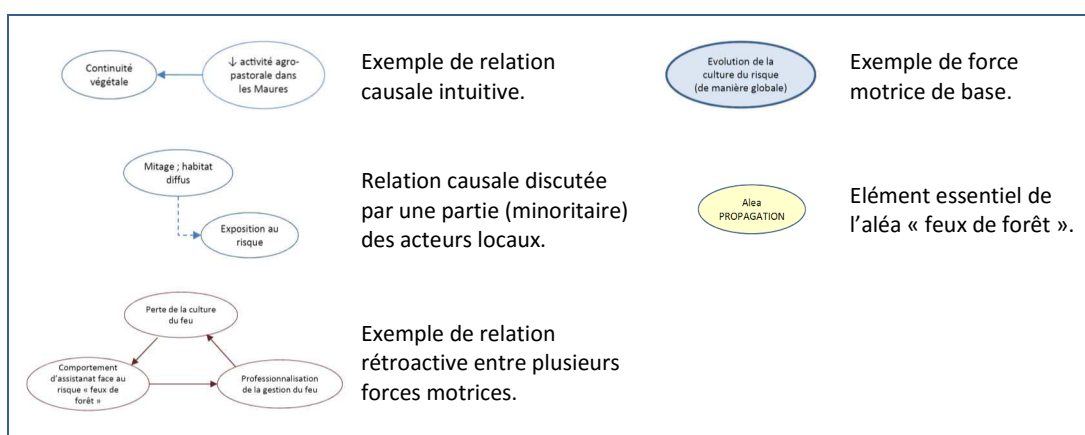 Continuité
végétale
↓ activité agro-
pastorale dans
les Maures
Exemple de relation
causale intuitive.
Evolution de la
culture du risque
(de manière globale)
Exemple de force
motrice de base.
Mitage ; habitat
diffus
Exposition au
risque
Relation causale discutée
par une partie (minoritaire)
des acteurs locaux.
Alea
PROPAGATION
Elément essentiel de
l’aléa « feux de forêt ».
Perte de la culture
du feu
Comportement
d’assistanat face au
risque « feux de
forêt »
Professionnalisation
de la gestion du feu
Exemple de relation
rétroactive entre plusieurs
forces motrices.